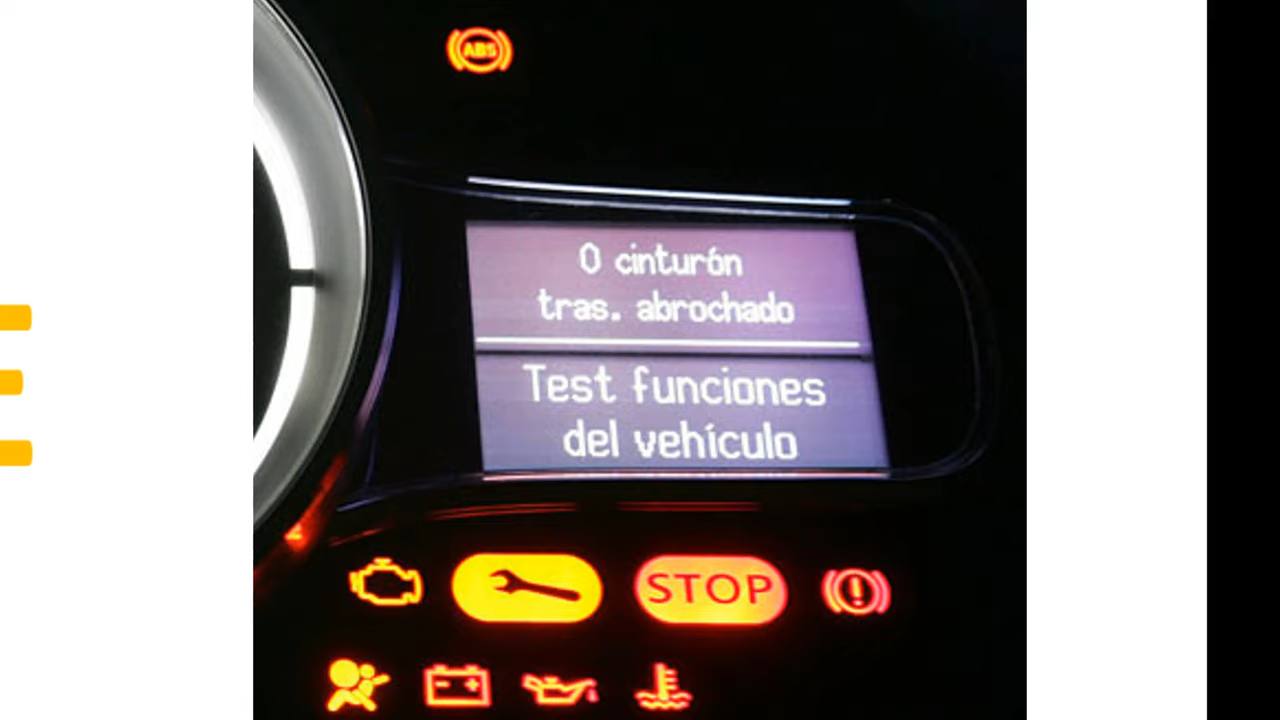 ABS
0 cinturón
tras. abrochado
Test funciones
del vehículo
STOP